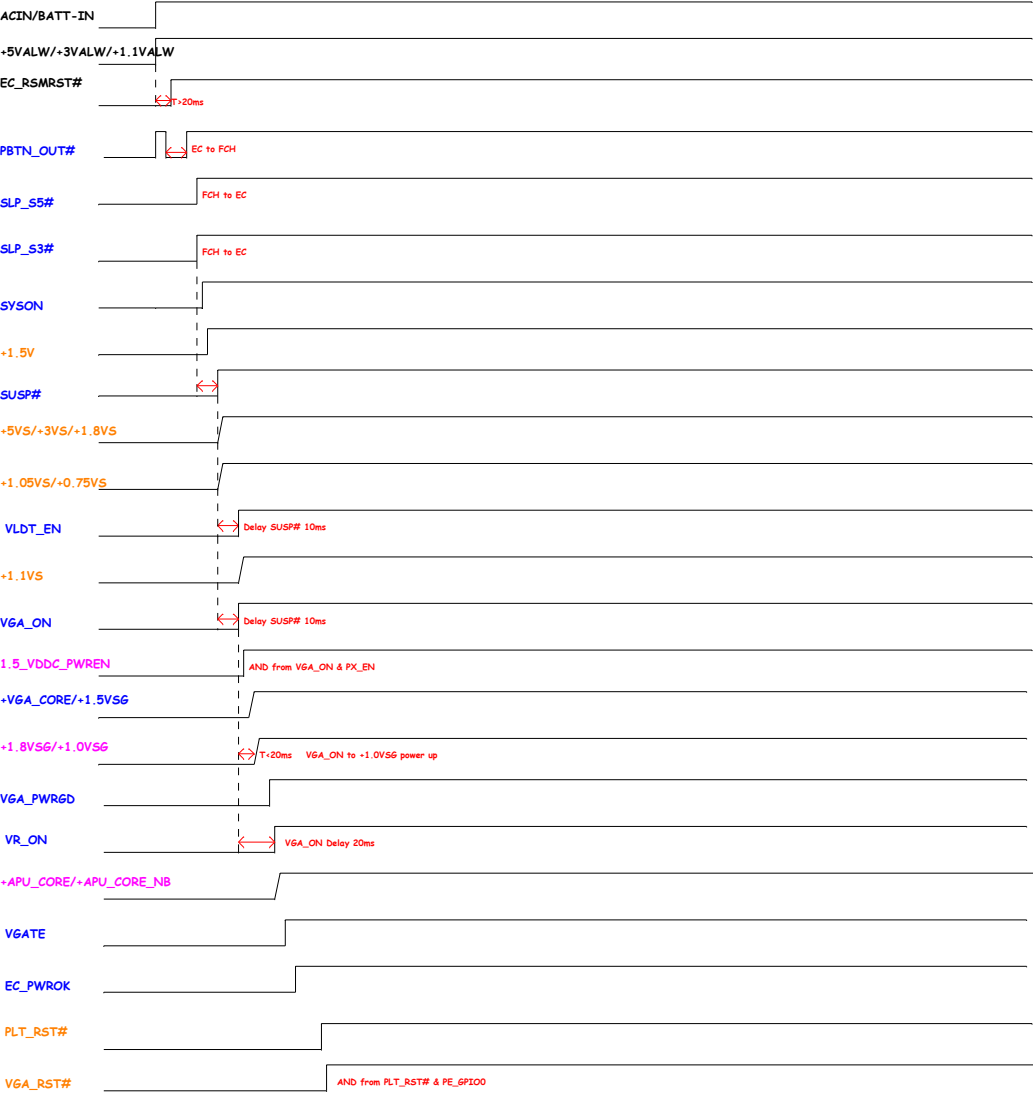 ACIN/BATT-IN
+5VALW/+3VALW/+1.1VALW
EC_RSMRST#
T>20ms
PBTN_OUT#
EC to FCH
SLP_S5#
FCH to EC
SLP_S3#
FCH to EC
SYSON
+1.5V
SUSP#
+5VS/+3VS/+1.8VS
+1.05VS/+0.75VS
VLDT_EN
Delay SUSP# 10ms
+1.1VS
VGA_ON
Delay SUSP# 10ms
1.5_VDDC_PWREN
AND from VGA_ON & PX_EN
+VGA_CORE/+1.5VSG
+1.8VSG/+1.0VSG
T<20ms VGA_ON to +1.0VSG power up
VGA_PWRGD
VR_ON
VGA_ON Delay 20ms
+APU_CORE/+APU_CORE_NB
VGATE
EC_PWROK
PLT_RST#
VGA_RST#
AND from PLT_RST# & PE_GPIO0